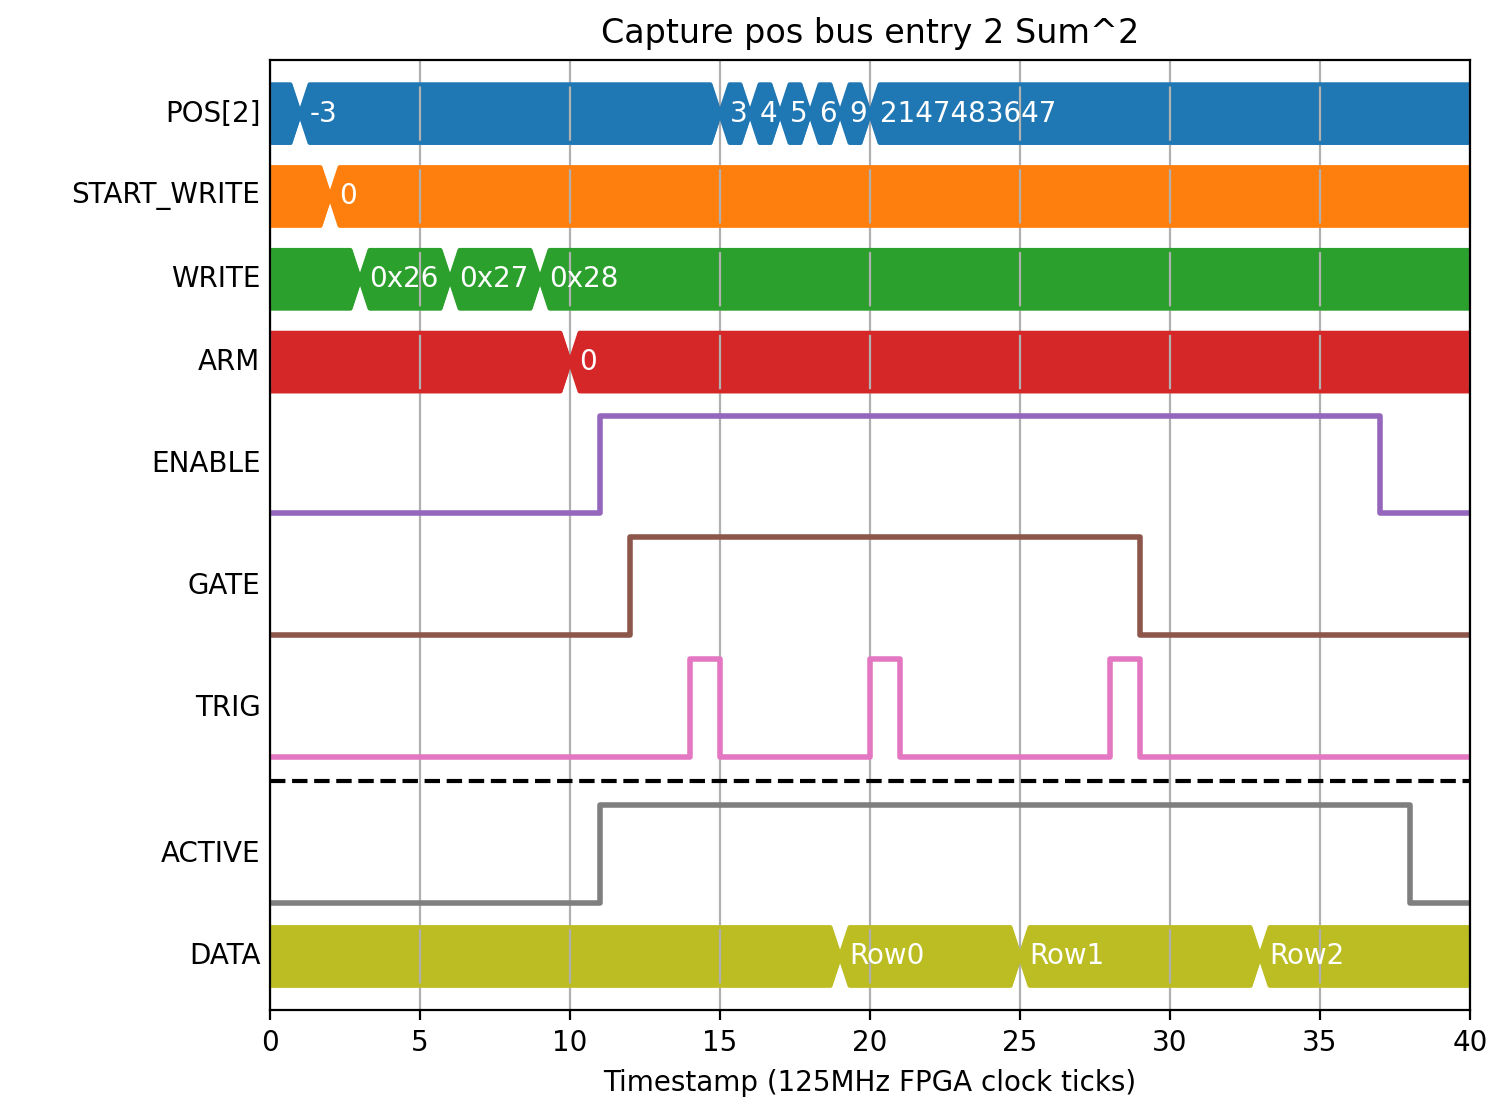 Capture pos bus entry 2 Sum^2
POS[2] -3 3 4 5 6 9 2147483647
START_WRITE 0
WRITE 0x26 0x27 0x28
ARM 0
ENABLE
GATE
TRIG
ACTIVE
DATA Row0 Row1 Row2
0 5 10 15 20 25 30 35 40
Timestamp (125MHz FPGA clock ticks)